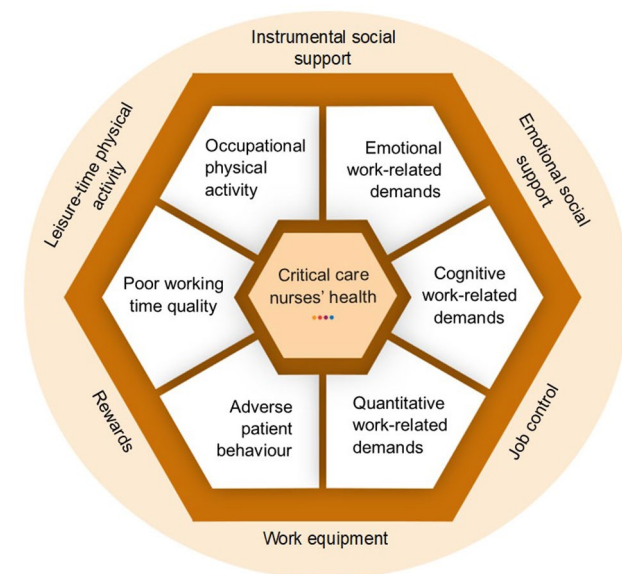 Instrumental social
support
Leisure-time physical
activity
Emotional social
support
Occupational
physical
activity
Emotional
work-related
demands
Poor working
time quality
Critical care
nurses’ health
Cognitive
work-related
demands
Adverse
patient
behaviour
Quantitative
work-related
demands
Rewards
Job control
Work equipment